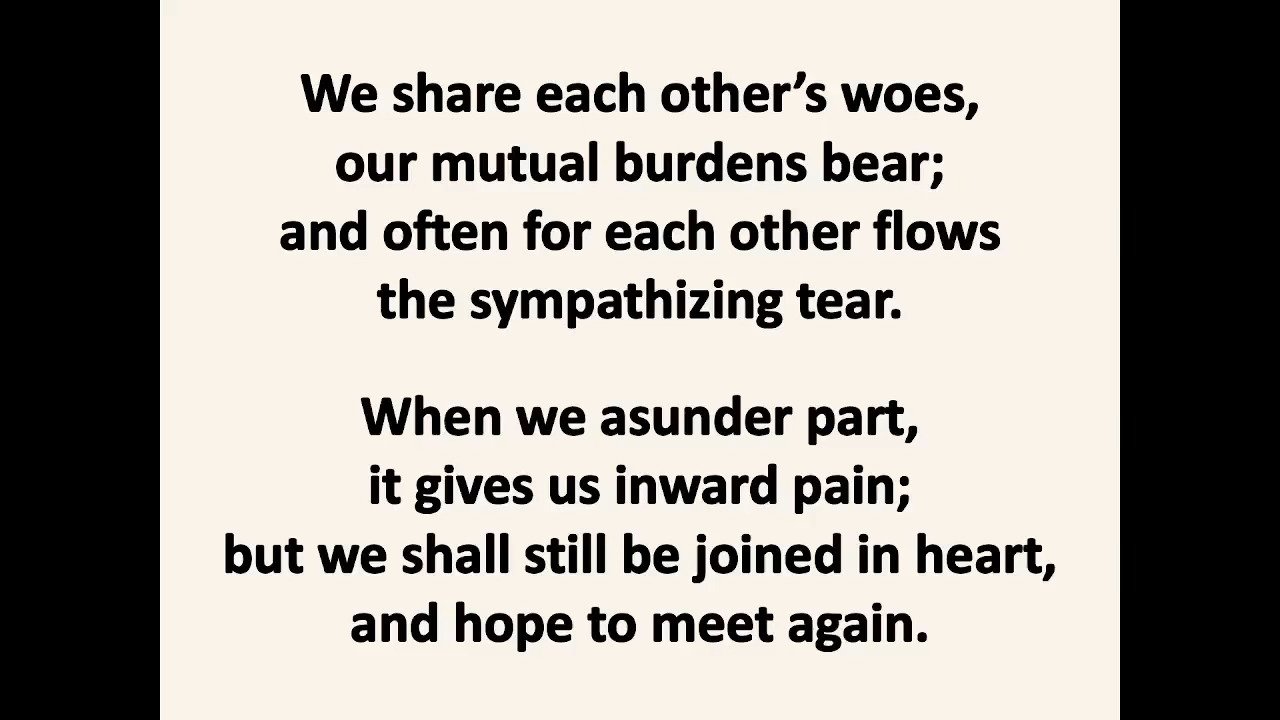 We share each other’s woes,
our mutual burdens bear;
and often for each other flows
the sympathizing tear.
When we asunder part,
it gives us inward pain;
but we shall still be joined in heart,
and hope to meet again.